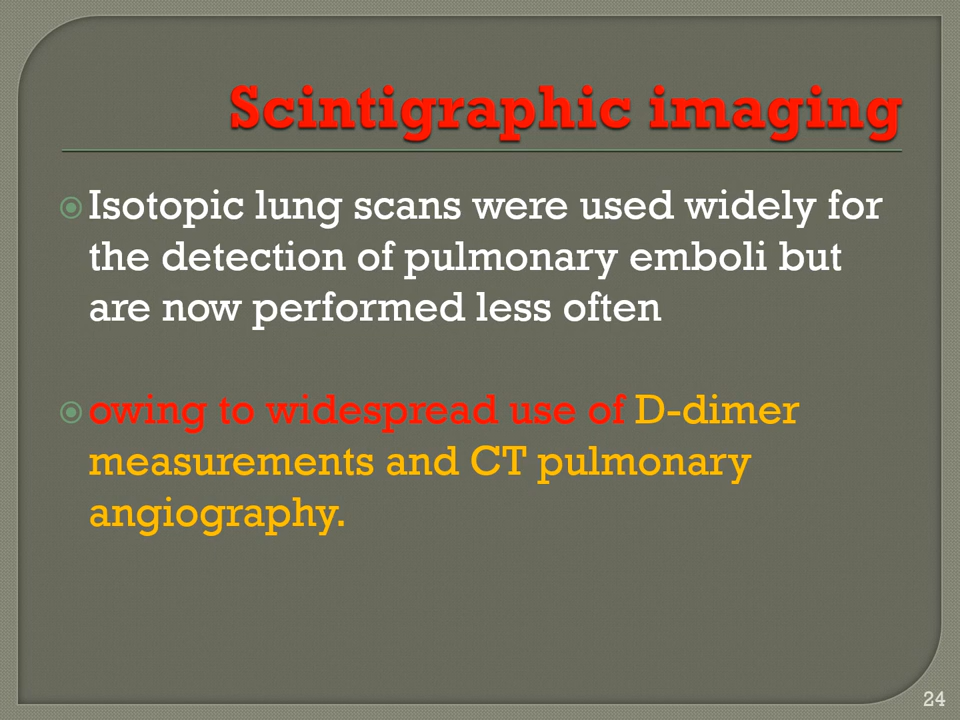 Scintigraphic imaging
Isotopic lung scans were used widely for
the detection of pulmonary emboli but
are now performed less often
owing to widespread use of D-dimer
measurements and CT pulmonary
angiography.
24